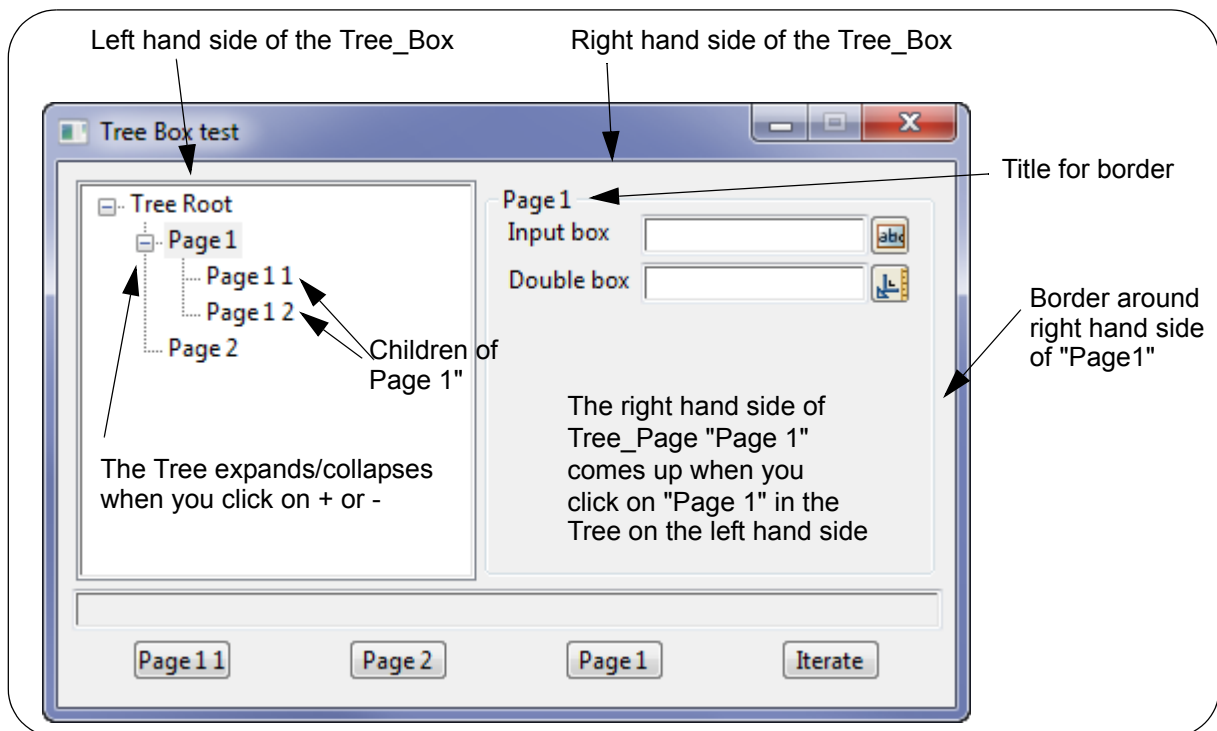 Left hand side of the Tree_Box
Right hand side of the Tree_Box
Tree Box test
Title for border
Tree Root
Page 1
Page 1 1
Page 1 2
Page 2
Children of
Page 1"
The Tree expands/collapses
when you click on + or -
Page 1
Input box
abc
Double box
Border around
right hand side
of "Page1"
The right hand side of
Tree_Page "Page 1"
comes up when you
click on "Page 1" in the
Tree on the left hand side
Page 1 1
Page 2
Page 1
Iterate